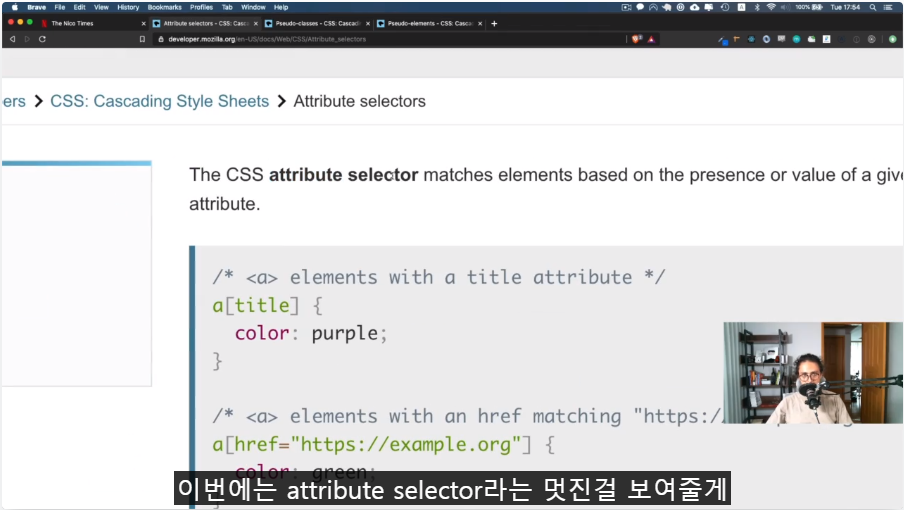 Brave File Edit View History Bookmarks Profiles Tab Window Help 100% Tue 17:54
The Nico Times Attribute selectors - CSS: Casc Pseudo-classes - CSS: Cascadin Pseudo-elements - CSS: Casc
developer.mozilla.org/en-US/docs/Web/CSS/Attribute_selectors
ers > CSS: Cascading Style Sheets > Attribute selectors
The CSS attribute selector matches elements based on the presence or value of a give
attribute.
/* <a> elements with a title attribute */
a[title] {
color: purple;
}
/* <a> elements with an href matching "https:/
a[href="https://example.org"] {
color: green;
이번에는 attribute selector라는 멋진걸 보여줄게